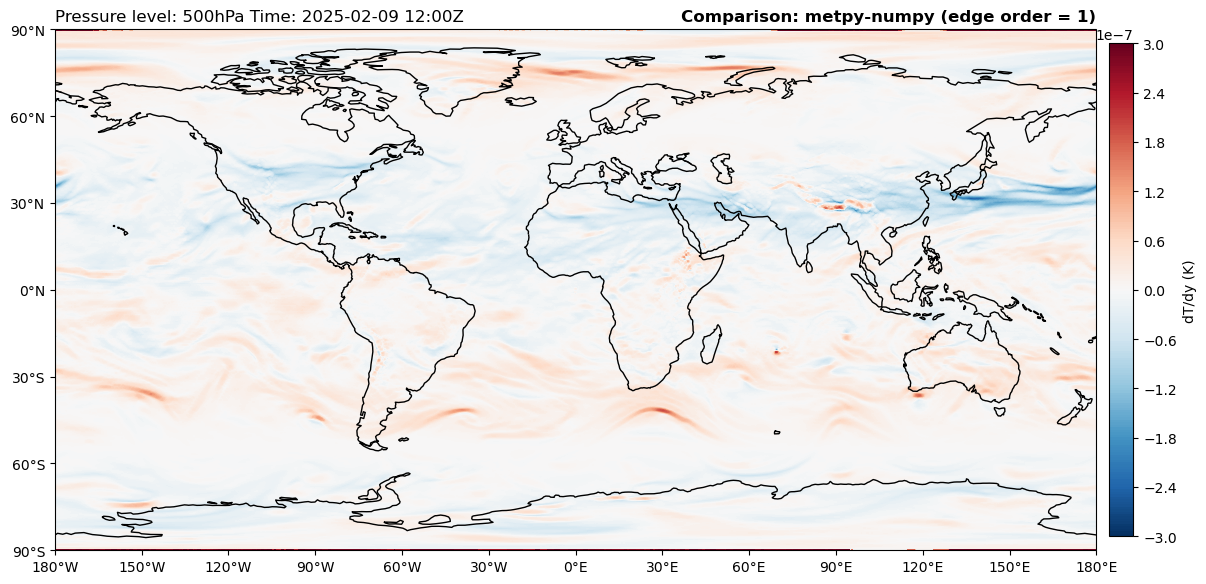 Pressure level: 500hPa Time: 2025-02-09 12:00Z
Comparison: metpy-numpy (edge order = 1)
1e−7
90°N
60°N
30°N
0°N
30°S
60°S
90°S
180°W 150°W 120°W 90°W 60°W 30°W 0°E 30°E 60°E 90°E 120°E 150°E 180°E
3.0
2.4
1.8
1.2
0.6
0.0
−0.6
−1.2
−1.8
−2.4
−3.0
dT/dy (K)